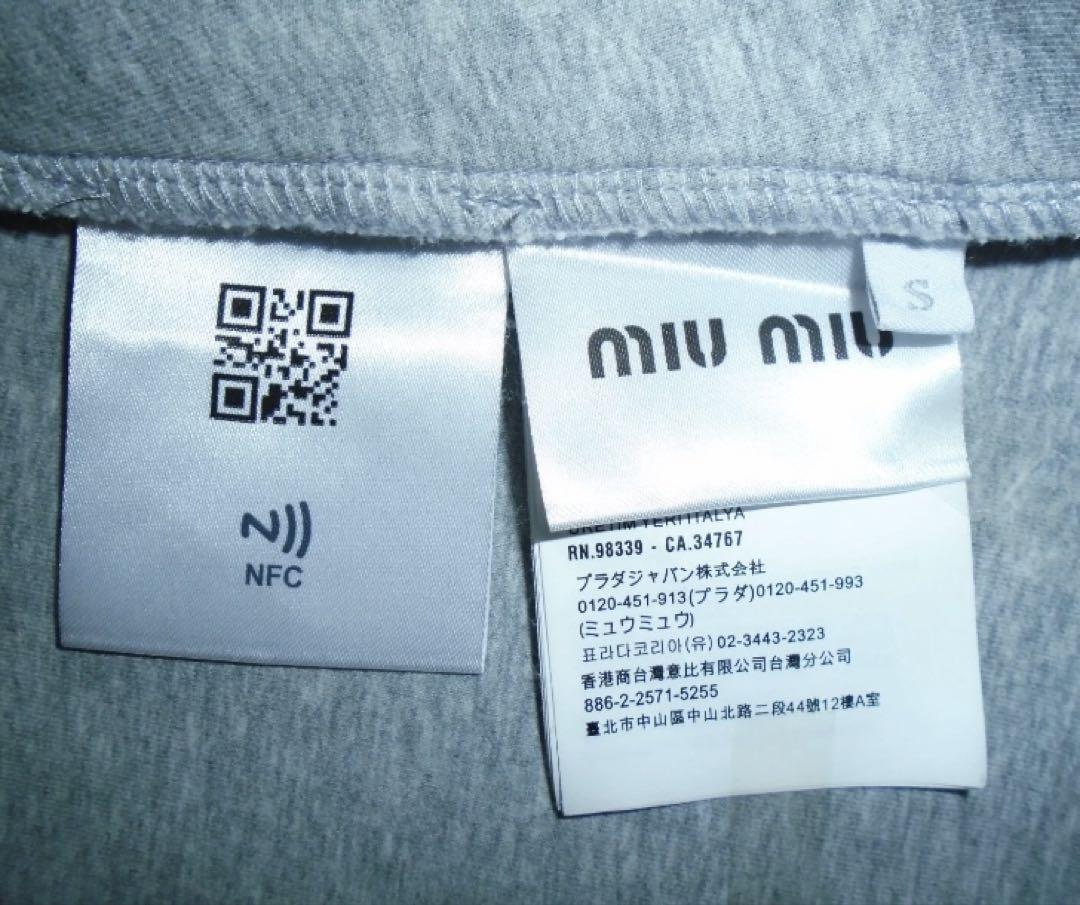 NFC
miu miu
S
ÜRETİM YERİ İTALYA
RN.98339 - CA.34767
プラダジャパン株式会社
0120-451-913(プラダ)0120-451-993
(ミュウミュウ)
프라다코리아(유)02-3443-2323
香港商台灣意比有限公司台灣分公司
886-2-2571-5255
臺北市中山區中山北路二段44號12樓A室